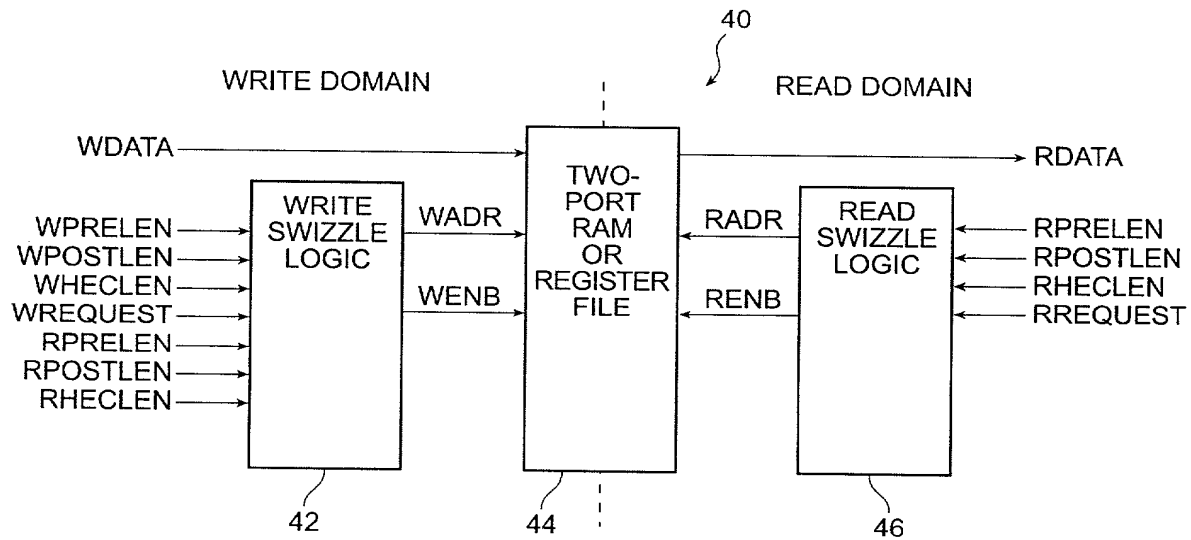 40
WRITE DOMAIN
READ DOMAIN
WDATA
RDATA
WPRELEN
WPOSTLEN
WHECLEN
WREQUEST
RPRELEN
RPOSTLEN
RHECLEN
WRITE
SWIZZLE
LOGIC
WADR
WENB
TWO-
PORT
RAM
OR
REGISTER
FILE
RADR
RENB
READ
SWIZZLE
LOGIC
RPRELEN
RPOSTLEN
RHECLEN
RREQUEST
42
44
46